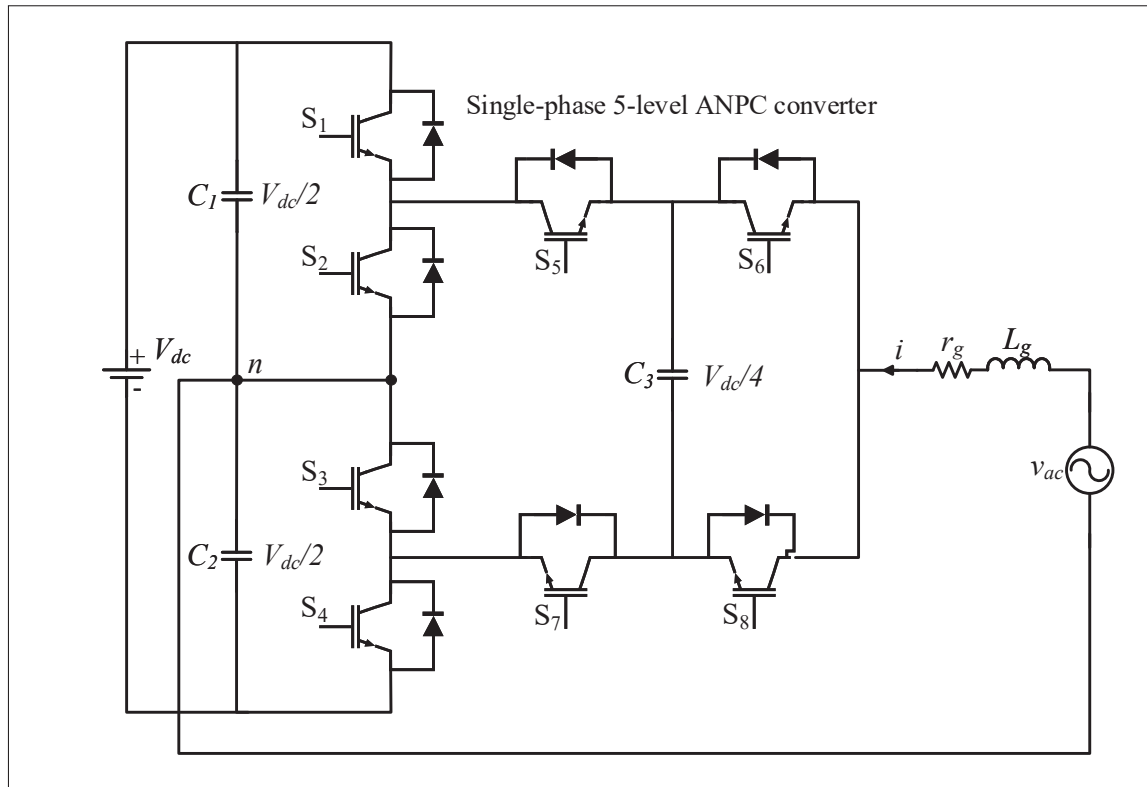 Single-phase 5-level ANPC converter
S1
C1
Vdc/2
S2
S5
S6
+ Vdc
-
n
C3
Vdc/4
i
rg
Lg
vac
S3
C2
Vdc/2
S4
S7
S8